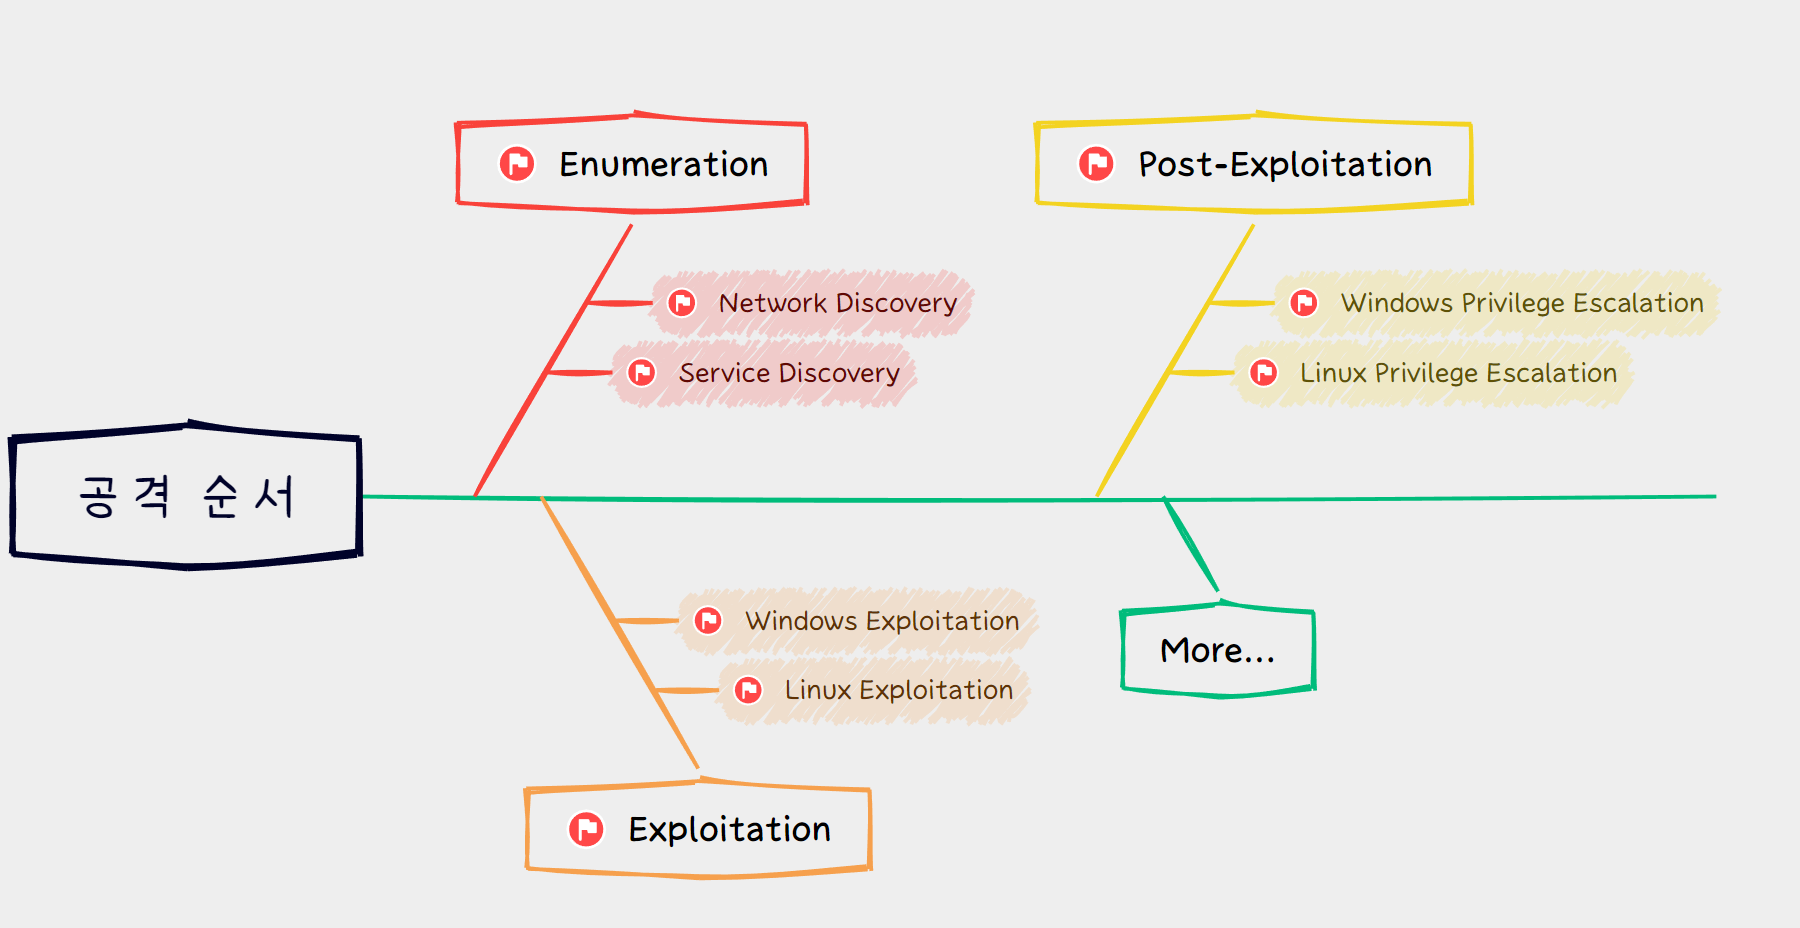 공격 순서
Enumeration
Network Discovery
Service Discovery
Exploitation
Windows Exploitation
Linux Exploitation
Post-Exploitation
Windows Privilege Escalation
Linux Privilege Escalation
More...